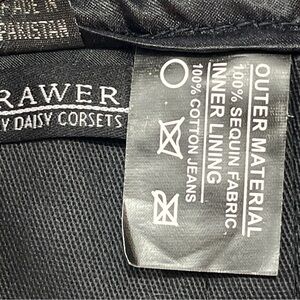 MADE IN
PAKISTAN
RAWER
Y DAISY CORSETS
OUTER MATERIAL
100% SEQUIN FABRIC
INNER LINING
100% COTTON JEANS